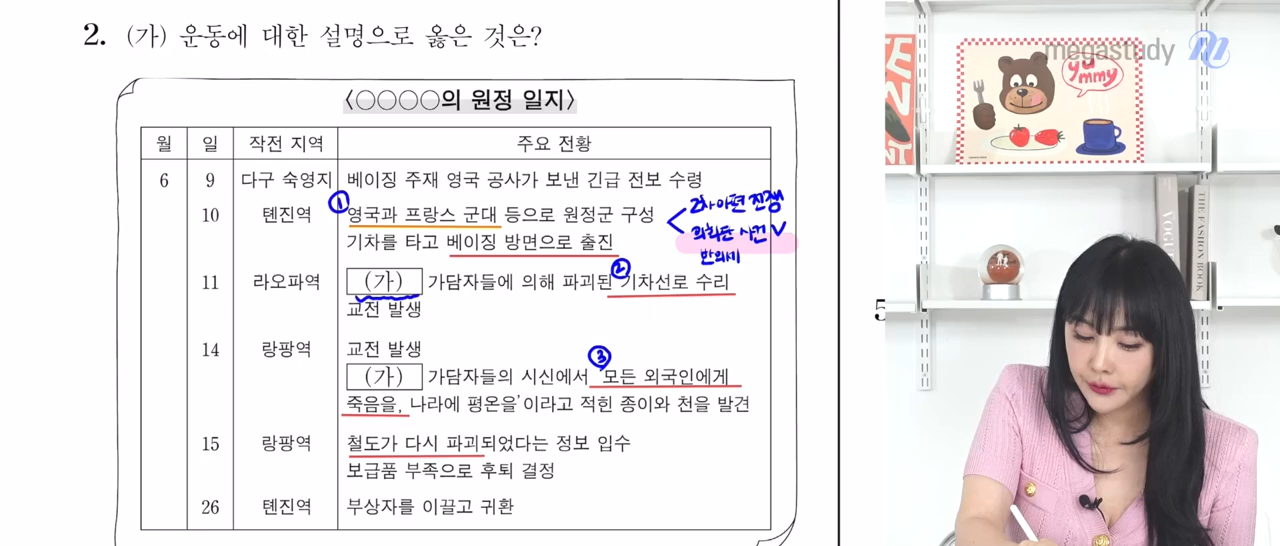 2. (가) 운동에 대한 설명으로 옳은 것은?
〈○○○○의 원정 일지〉
월 일 작전 지역 주요 전황
6 9 다구 숙영지 베이징 주재 영국 공사가 보낸 긴급 전보 수령
10 톈진역 ① 영국과 프랑스 군대 등으로 원정군 구성
기차를 타고 베이징 방면으로 출진
2차 아편 전쟁
의화단 사건
반외세
11 라오파역 (가) 가담자들에 의해 파괴된 ② 기차선로 수리
교전 발생
14 랑팡역 교전 발생
(가) 가담자들의 시신에서 ③ '모든 외국인에게
죽음을, 나라에 평온을'이라고 적힌 종이와 천을 발견
15 랑팡역 철도가 다시 파괴되었다는 정보 입수
보급품 부족으로 후퇴 결정
26 톈진역 부상자를 이끌고 귀환
5
megastudy
yummy
VOGUE
THE FASHION BOOK